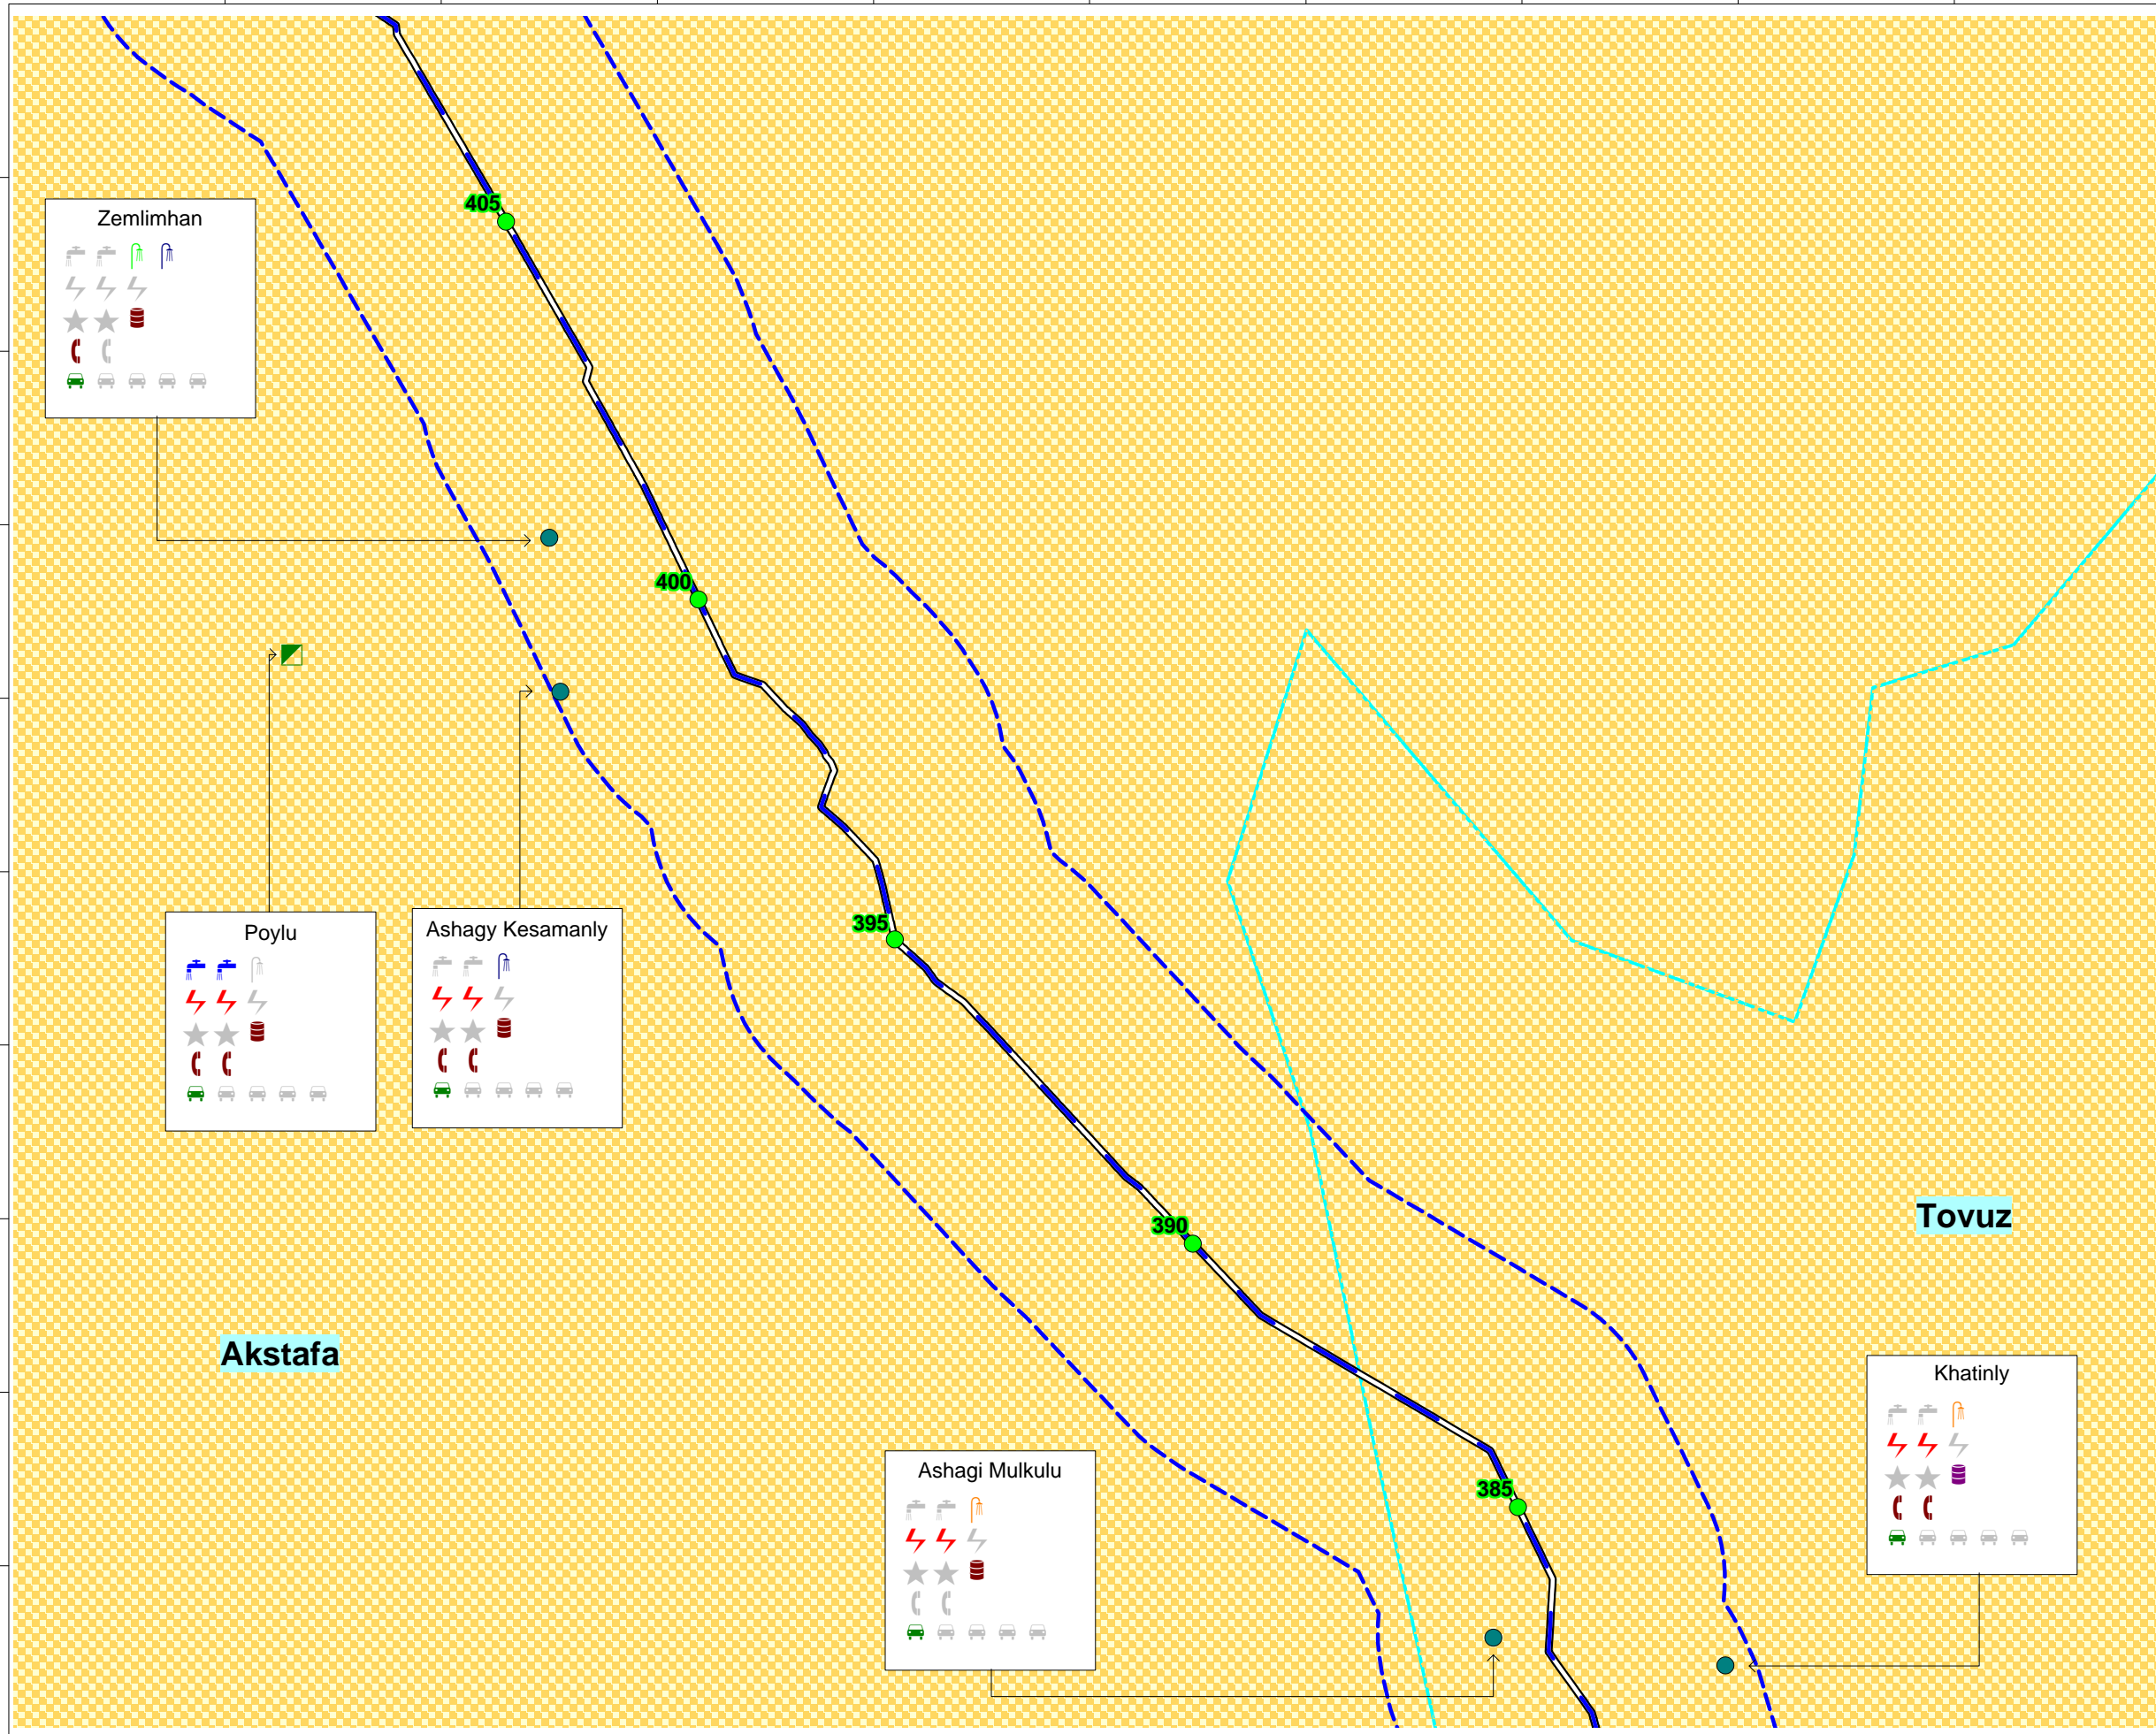 405
Zemlimhan
400
395
Poylu
Ashagy Kesamanly
390
Tovuz
Akstafa
Khatinly
Ashagi Mulkulu
385